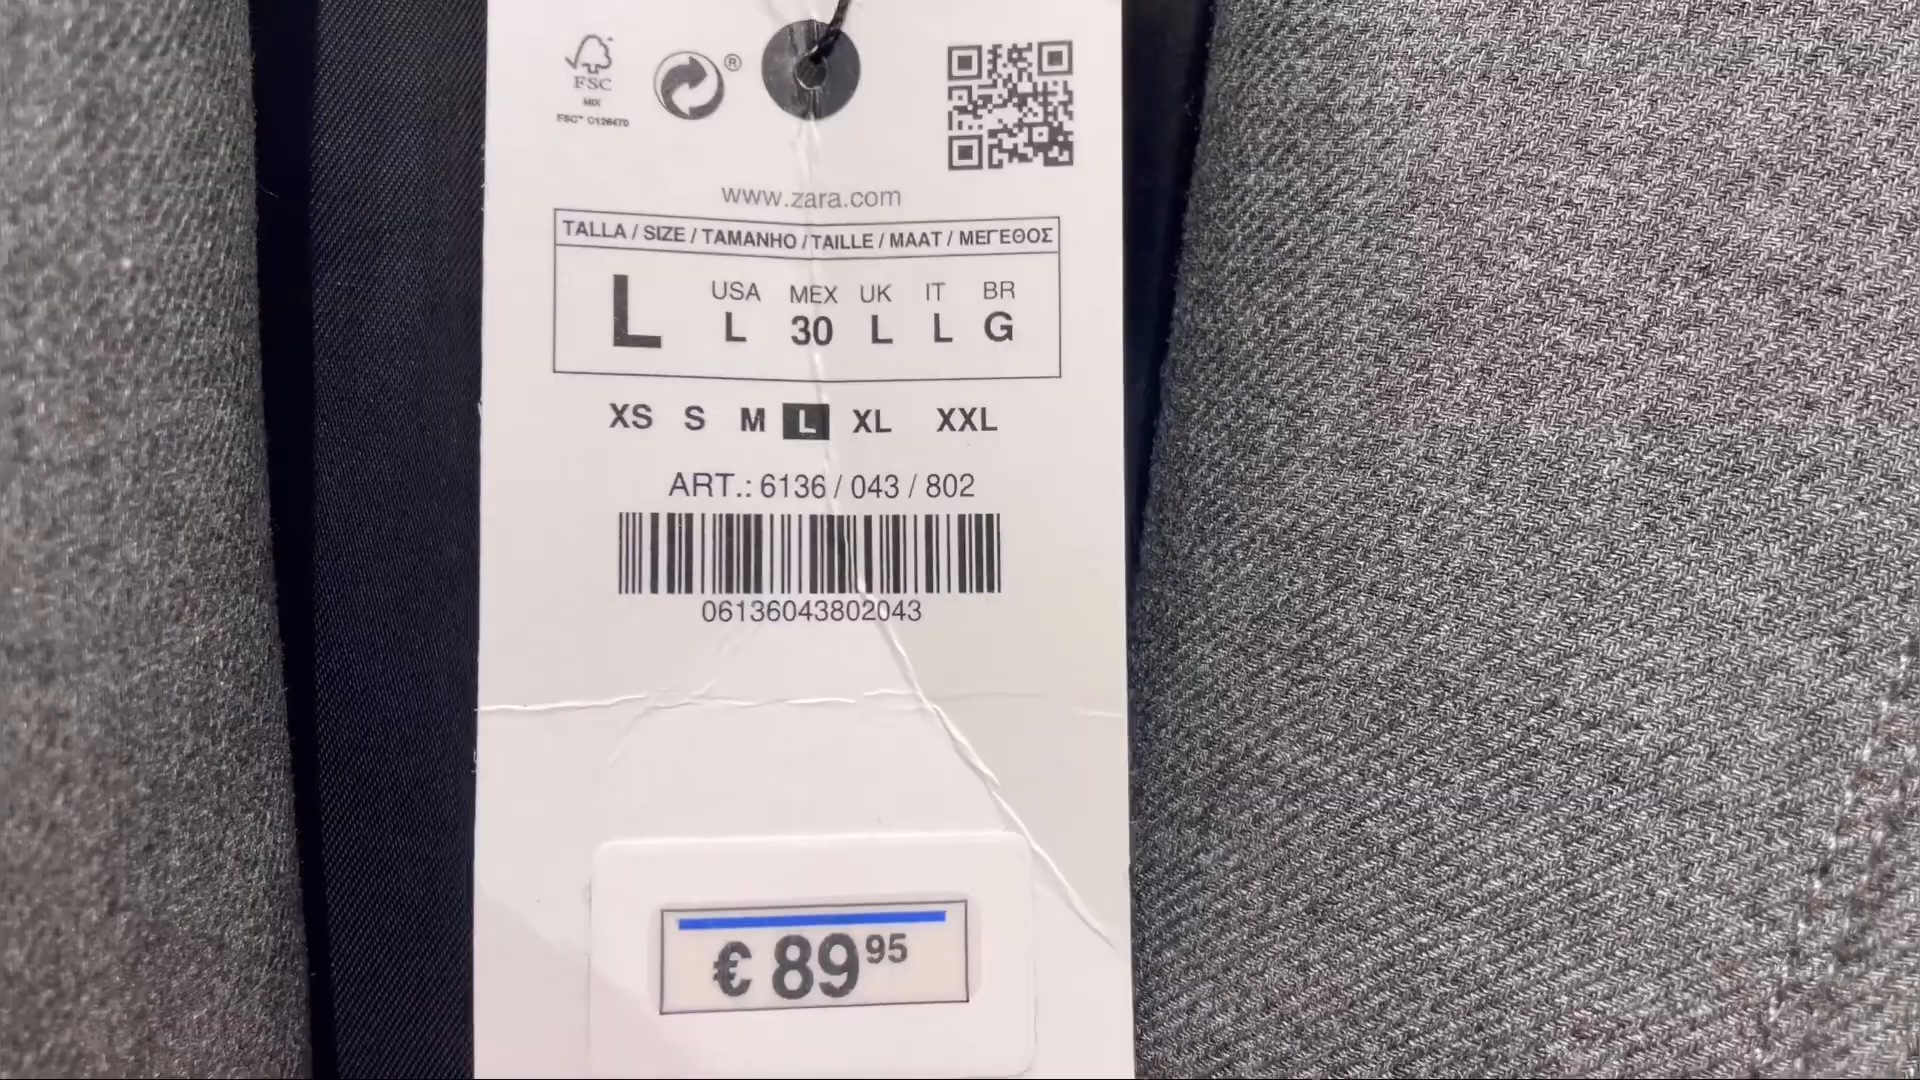 FSC
MIX
FSC™ C126470
®
www.zara.com
TALLA / SIZE / TAMANHO / TAILLE / MAAT / ΜΕΓΕΘΟΣ
L
USA MEX UK IT BR
L 30 L L G
XS S M L XL XXL
ART.: 6136 / 043 / 802
06136043802043
€ 89 95